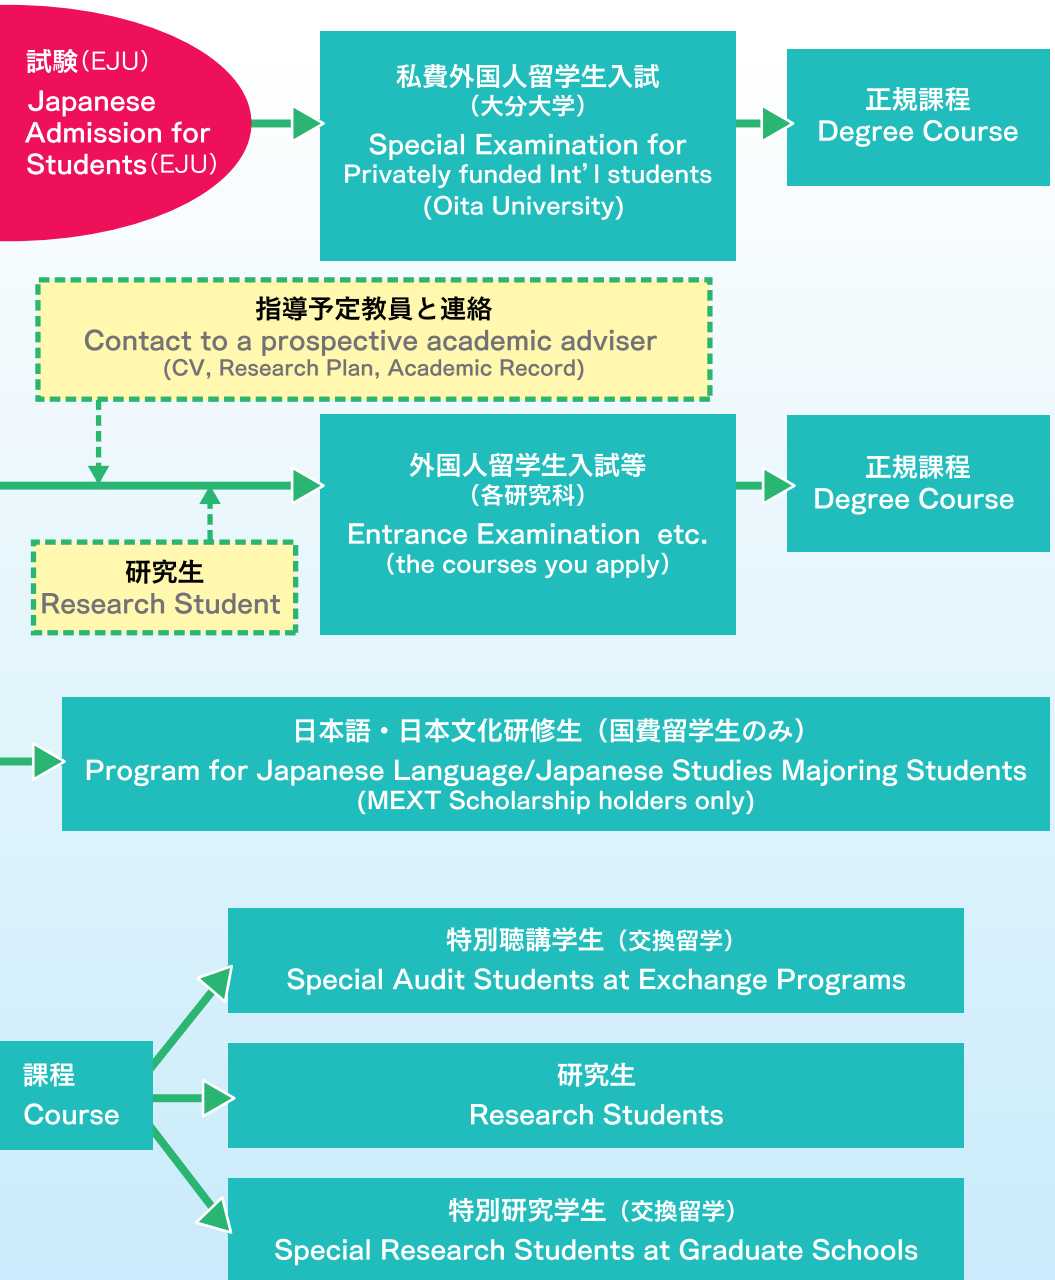 試験(EJU)
Japanese
Admission for
Students(EJU)
私費外国人留学生入試
(大分大学)
Special Examination for
Privately funded Int' l students
(Oita University)
正規課程
Degree Course
指導予定教員と連絡
Contact to a prospective academic adviser
(CV, Research Plan, Academic Record)
外国人留学生入試等
(各研究科)
Entrance Examination etc.
(the courses you apply)
正規課程
Degree Course
研究生
Research Student
日本語・日本文化研修生（国費留学生のみ）
Program for Japanese Language/Japanese Studies Majoring Students
(MEXT Scholarship holders only)
特別聴講学生（交換留学）
Special Audit Students at Exchange Programs
課程
Course
研究生
Research Students
特別研究学生（交換留学）
Special Research Students at Graduate Schools